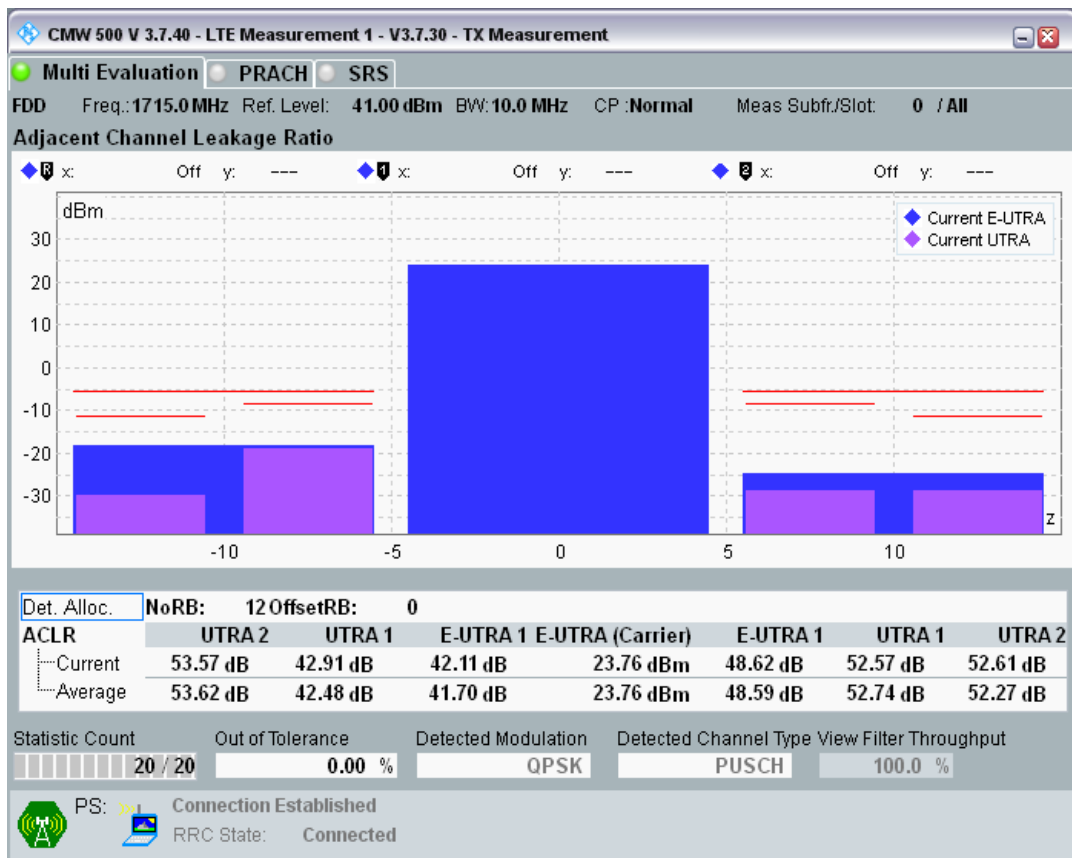 CMW 500 V 3.7.40 - LTE Measurement 1 - V3.7.30 - TX Measurement
Multi Evaluation PRACH SRS
FDD Freq.: 1715.0 MHz Ref. Level: 41.00 dBm BW: 10.0 MHz CP :Normal Meas Subfr./Slot: 0 / All
Adjacent Channel Leakage Ratio
R x: Off y: --- 1 x: Off y: --- 2 x: Off y: ---
dBm
Current E-UTRA
Current UTRA
30
20
10
0
-10
-20
-30
z
-10 -5 0 5 10
Det. Alloc. NoRB: 12 OffsetRB: 0
ACLR UTRA 2 UTRA 1 E-UTRA 1 E-UTRA (Carrier) E-UTRA 1 UTRA 1 UTRA 2
Current 53.57 dB 42.91 dB 42.11 dB 23.76 dBm 48.62 dB 52.57 dB 52.61 dB
Average 53.62 dB 42.48 dB 41.70 dB 23.76 dBm 48.59 dB 52.74 dB 52.27 dB
Statistic Count Out of Tolerance Detected Modulation Detected Channel Type View Filter Throughput
20 / 20 0.00 % QPSK PUSCH 100.0 %
PS: Connection Established
RRC State: Connected